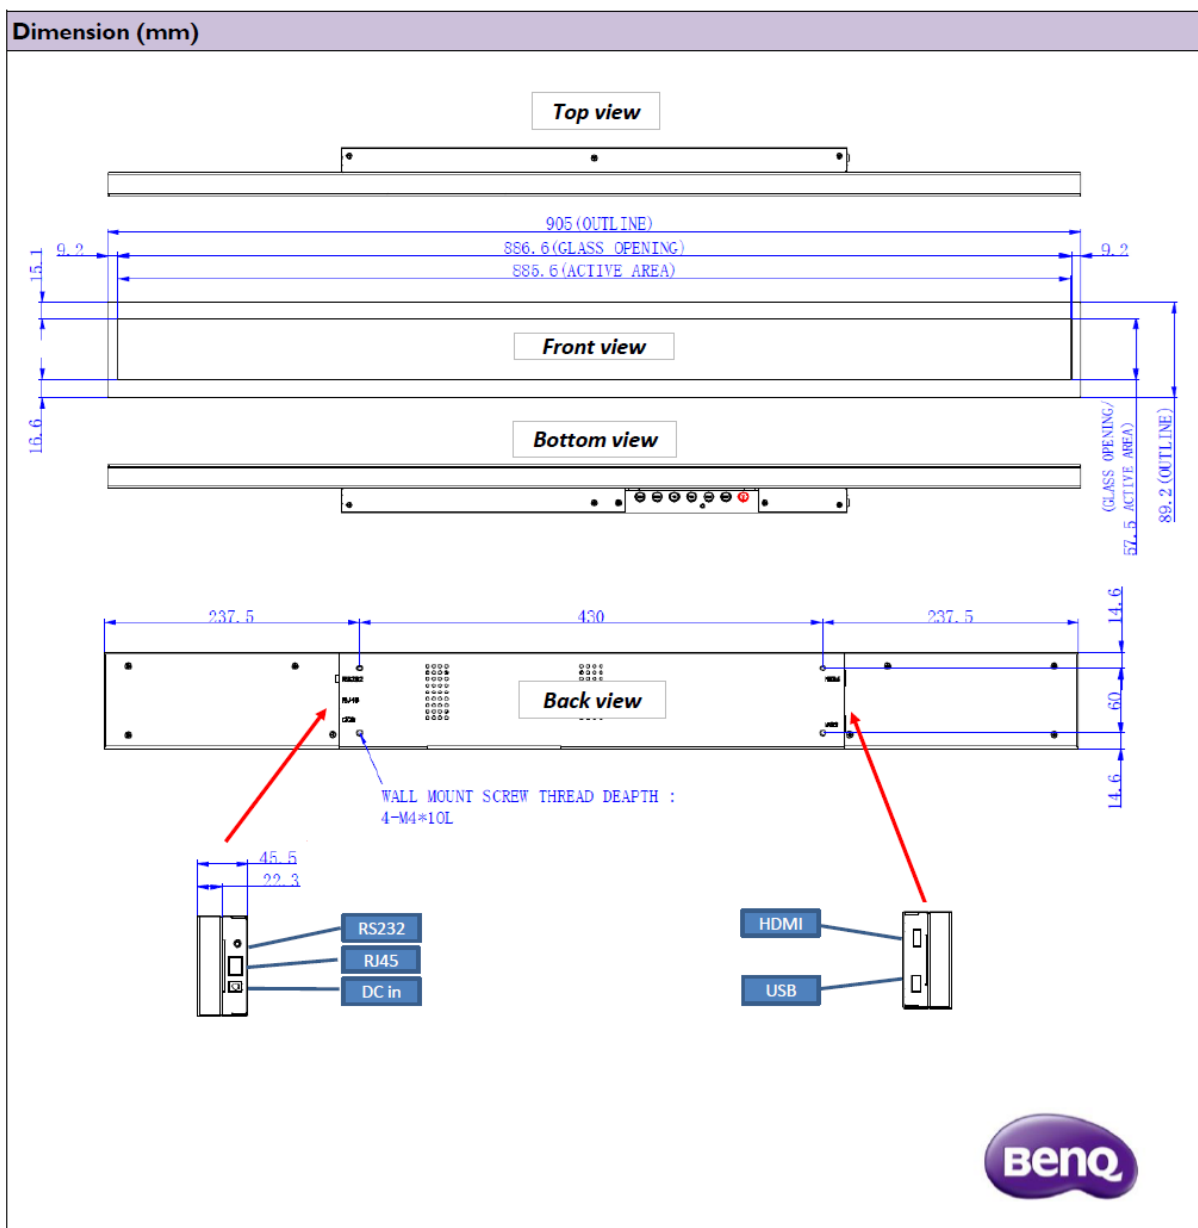 Dimension (mm)
Top view
905(OUTLINE)
9.2
886.6(GLASS OPENING)
9.2
885.6(ACTIVE AREA)
15.1
Front view
16.6
Bottom view
(GLASS OPENING/
57.5 ACTIVE AREA)
89.2(OUTLINE)
237.5
430
237.5
14.6
RS232
RJ45
HDMI
Back view
60
14.6
WALL MOUNT SCREW THREAD DEAPTH :
4-M4*10L
45.5
22.3
RS232
RJ45
DC in
HDMI
USB
BenQ